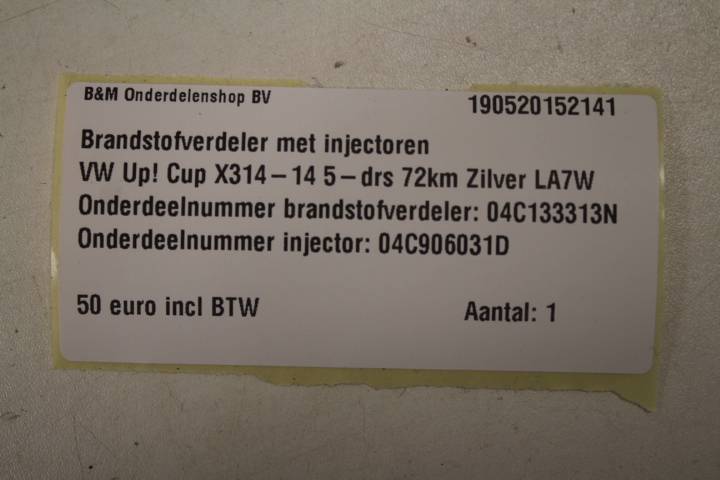 B&M Onderdelenshop BV 190520152141
Brandstofverdeler met injectoren
VW Up! Cup X314-14 5-drs 72km Zilver LA7W
Onderdeelnummer brandstofverdeler: 04C133313N
Onderdeelnummer injector: 04C906031D
50 euro incl BTW Aantal: 1